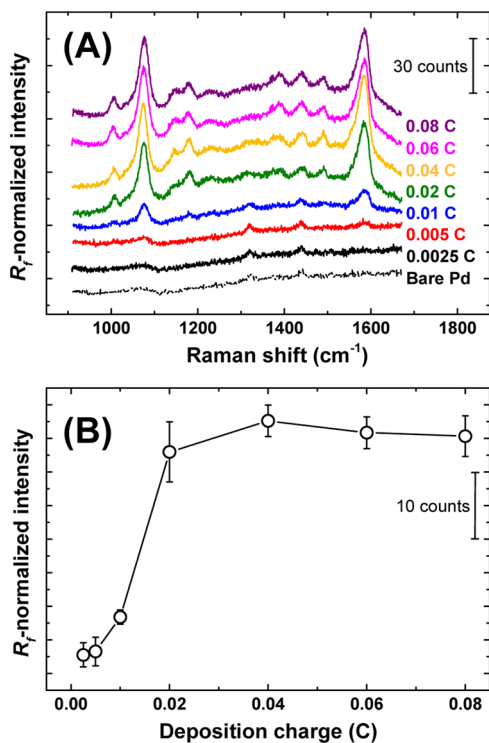 (A)
30 counts
0.08 C
0.06 C
0.04 C
0.02 C
0.01 C
0.005 C
0.0025 C
Bare Pd
R_f-normalized intensity
1000 1200 1400 1600 1800
Raman shift (cm⁻¹)
(B)
10 counts
R_f-normalized intensity
0.00 0.02 0.04 0.06 0.08
Deposition charge (C)